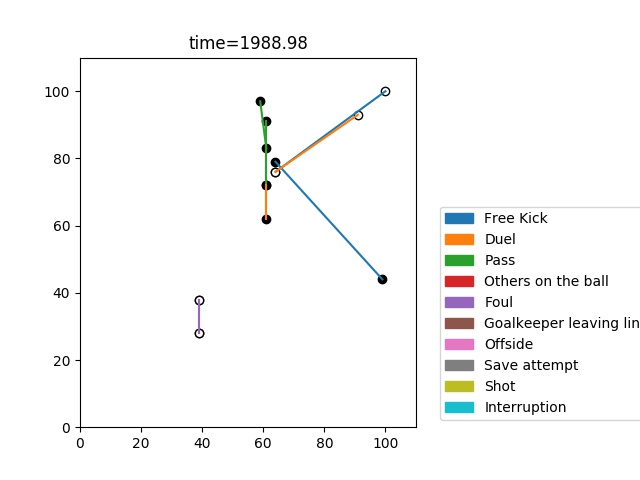 time=1988.98
100
80
60
40
20
0
0 20 40 60 80 100
Free Kick
Duel
Pass
Others on the ball
Foul
Goalkeeper leaving lin
Offside
Save attempt
Shot
Interruption